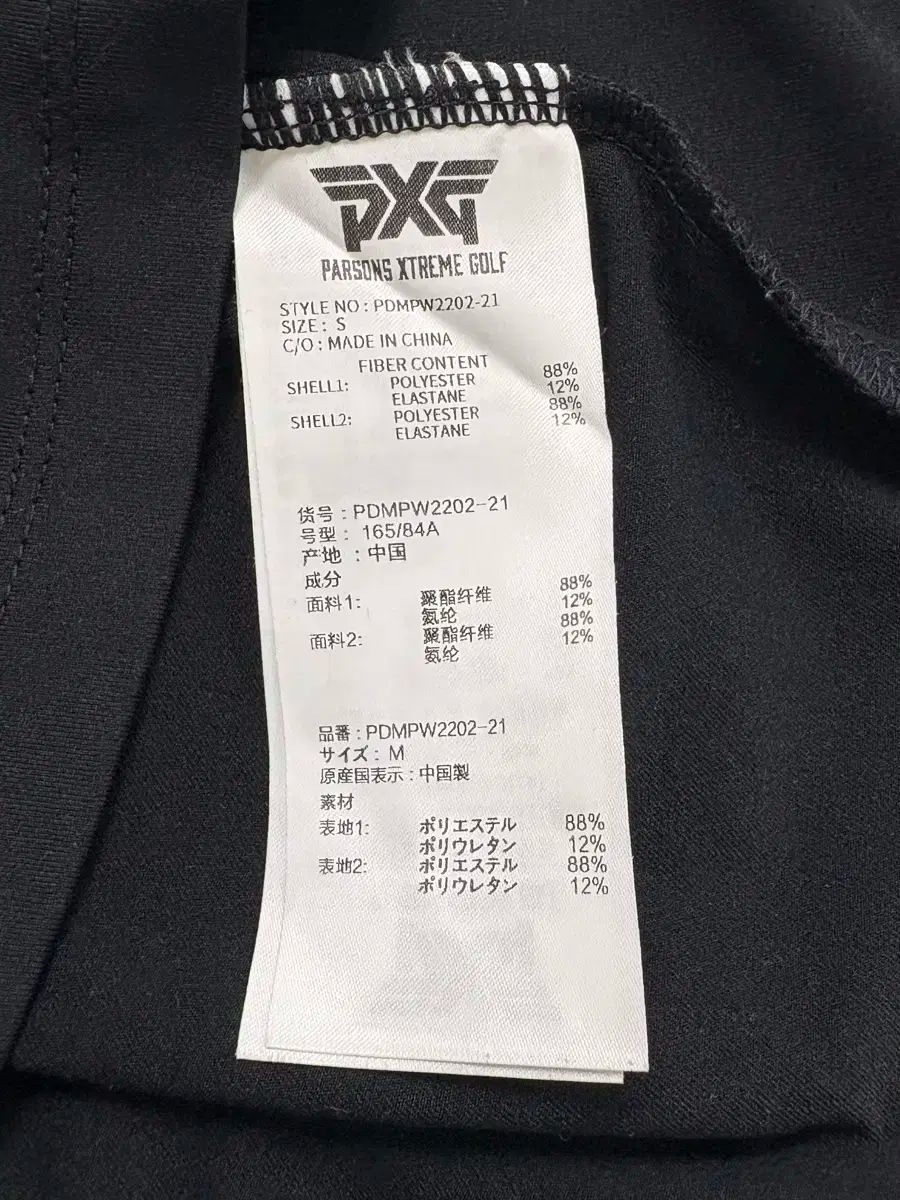 PXG
PARSONS XTREME GOLF
STYLE NO : PDMPW2202-21
SIZE : S
C/O : MADE IN CHINA
FIBER CONTENT
SHELL1: POLYESTER 88%
ELASTANE 12%
SHELL2: POLYESTER 88%
ELASTANE 12%
货号 : PDMPW2202-21
号型 : 165/84A
产地 : 中国
成分
面料1: 聚酯纤维 88%
氨纶 12%
面料2: 聚酯纤维 88%
氨纶 12%
品番 : PDMPW2202-21
サイズ : M
原産国表示 : 中国製
素材
表地1: ポリエステル 88%
ポリウレタン 12%
表地2: ポリエステル 88%
ポリウレタン 12%